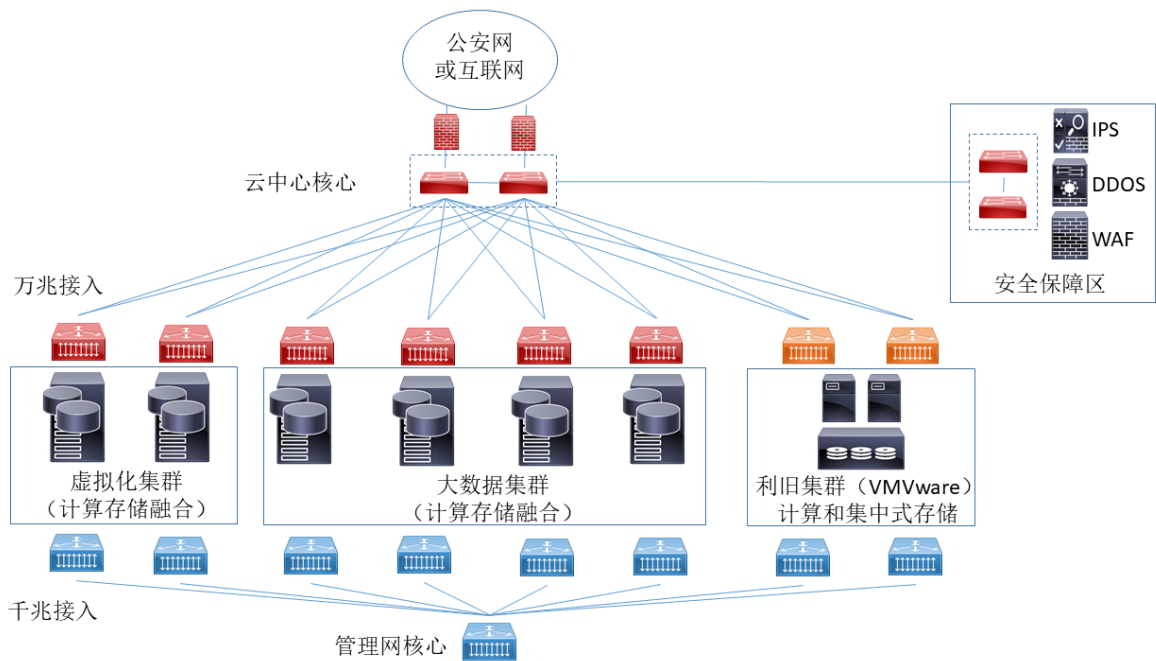 公安网
或互联网
云中心核心
IPS
DDOS
WAF
安全保障区
万兆接入
虚拟化集群
（计算存储融合）
大数据集群
（计算存储融合）
利旧集群（VMVware）
计算和集中式存储
千兆接入
管理网核心